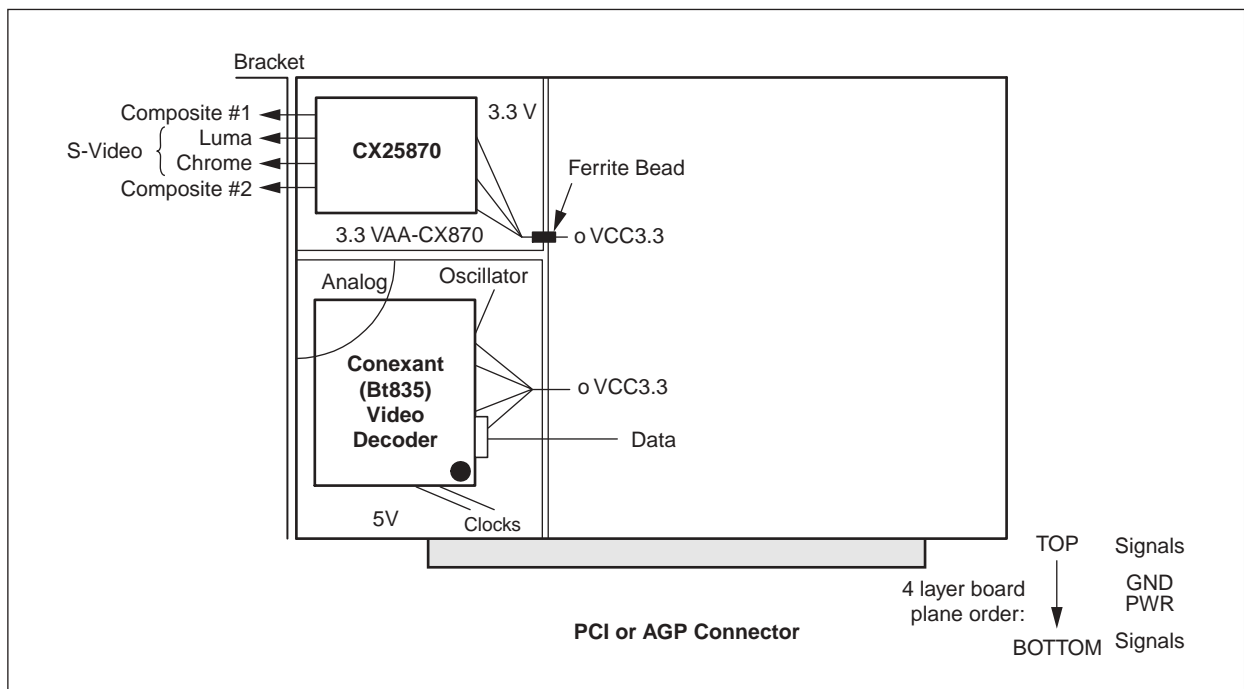 Bracket
Composite #1
Luma
S-Video
Chrome
Composite #2
CX25870
3.3 V
Ferrite Bead
3.3 VAA-CX870
o VCC3.3
Analog
Oscillator
Conexant
(Bt835)
Video
Decoder
o VCC3.3
Data
5V
Clocks
PCI or AGP Connector
4 layer board
plane order:
TOP
Signals
GND
PWR
BOTTOM
Signals